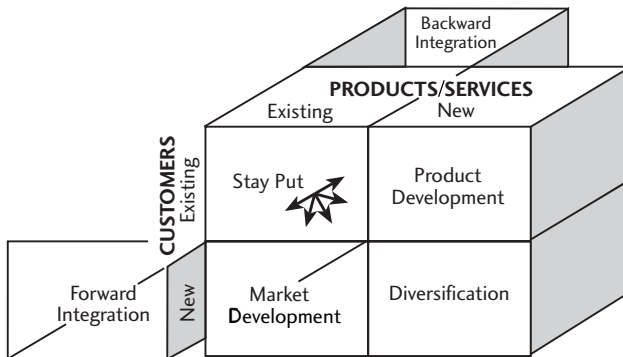 Backward
Integration
PRODUCTS/SERVICES
Existing
New
CUSTOMERS
Existing
New
Stay Put
Product
Development
Forward
Integration
Market
Development
Diversification